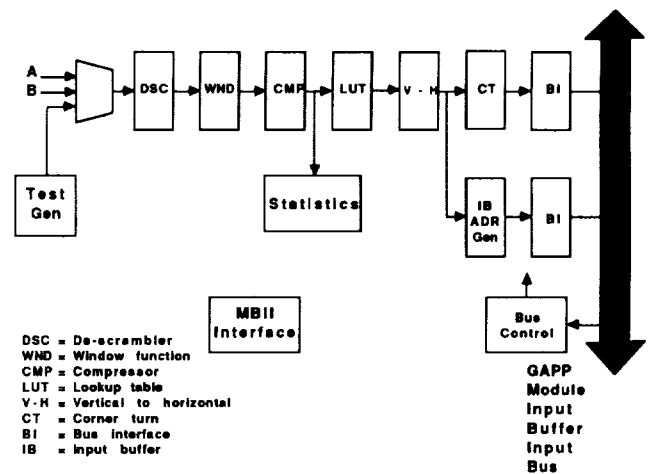 A
B
DSC
WND
CMP
LUT
V - H
CT
BI
Test
Gen
Statistics
IB
ADR
Gen
BI
MBII
Interface
Bus
Control
DSC = De-scrambler
WND = Window function
CMP = Compressor
LUT = Lookup table
V-H = Vertical to horizontal
CT = Corner turn
BI = Bus interface
IB = Input buffer
GAPP
Module
Input
Buffer
Input
Bus